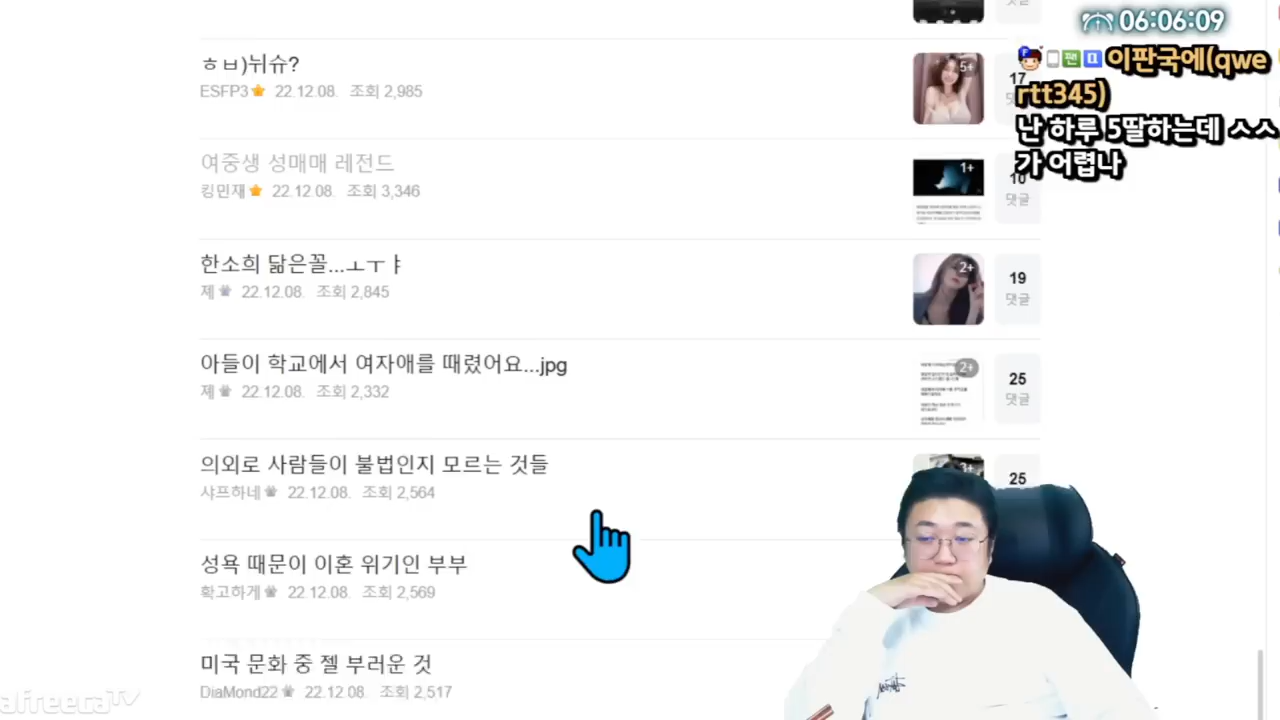 06:06:09
ㅎㅂ)뉘슈?
ESFP3 22.12.08. 조회 2,985
5+
17
이판국에(qwe
rtt345)
난 하루 5딸하는데 ㅅㅅ
가 어렵나
여중생 성매매 레전드
킹민재 22.12.08. 조회 3,346
1+
10
댓글
한소희 닮은꼴...ㅗㅜㅑ
제 22.12.08. 조회 2,845
2+
19
댓글
아들이 학교에서 여자애를 때렸어요...jpg
제 22.12.08. 조회 2,332
2+
25
댓글
의외로 사람들이 불법인지 모르는 것들
샤프하네 22.12.08. 조회 2,564
3+
25
성욕 때문이 이혼 위기인 부부
확고하게 22.12.08. 조회 2,569
미국 문화 중 젤 부러운 것
DiaMond22 22.12.08. 조회 2,517
afreecaTV